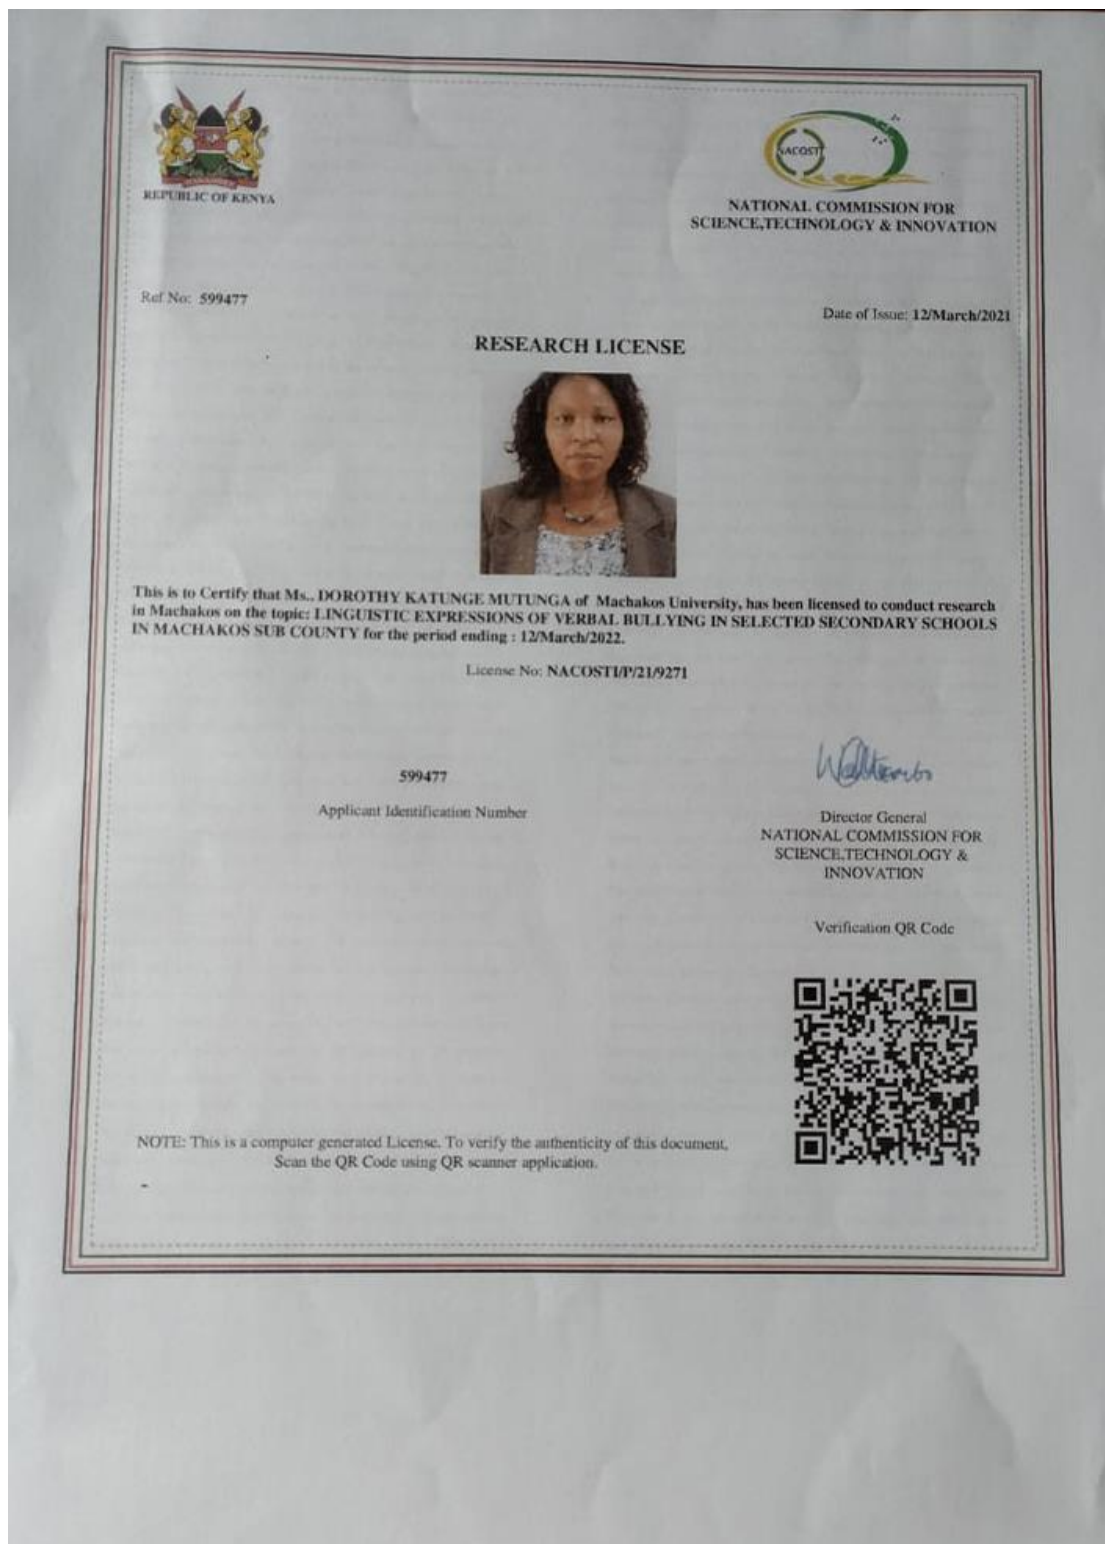 REPUBLIC OF KENYA
NACOSTI
NATIONAL COMMISSION FOR
SCIENCE,TECHNOLOGY & INNOVATION
Ref No: 599477
Date of Issue: 12/March/2021
RESEARCH LICENSE
This is to Certify that Ms.. DOROTHY KATUNGE MUTUNGA of Machakos University, has been licensed to conduct research
in Machakos on the topic: LINGUISTIC EXPRESSIONS OF VERBAL BULLYING IN SELECTED SECONDARY SCHOOLS
IN MACHAKOS SUB COUNTY for the period ending : 12/March/2022.
License No: NACOSTI/P/21/9271
599477
Applicant Identification Number
Director General
NATIONAL COMMISSION FOR
SCIENCE,TECHNOLOGY &
INNOVATION
Verification QR Code
NOTE: This is a computer generated License. To verify the authenticity of this document,
Scan the QR Code using QR scanner application.